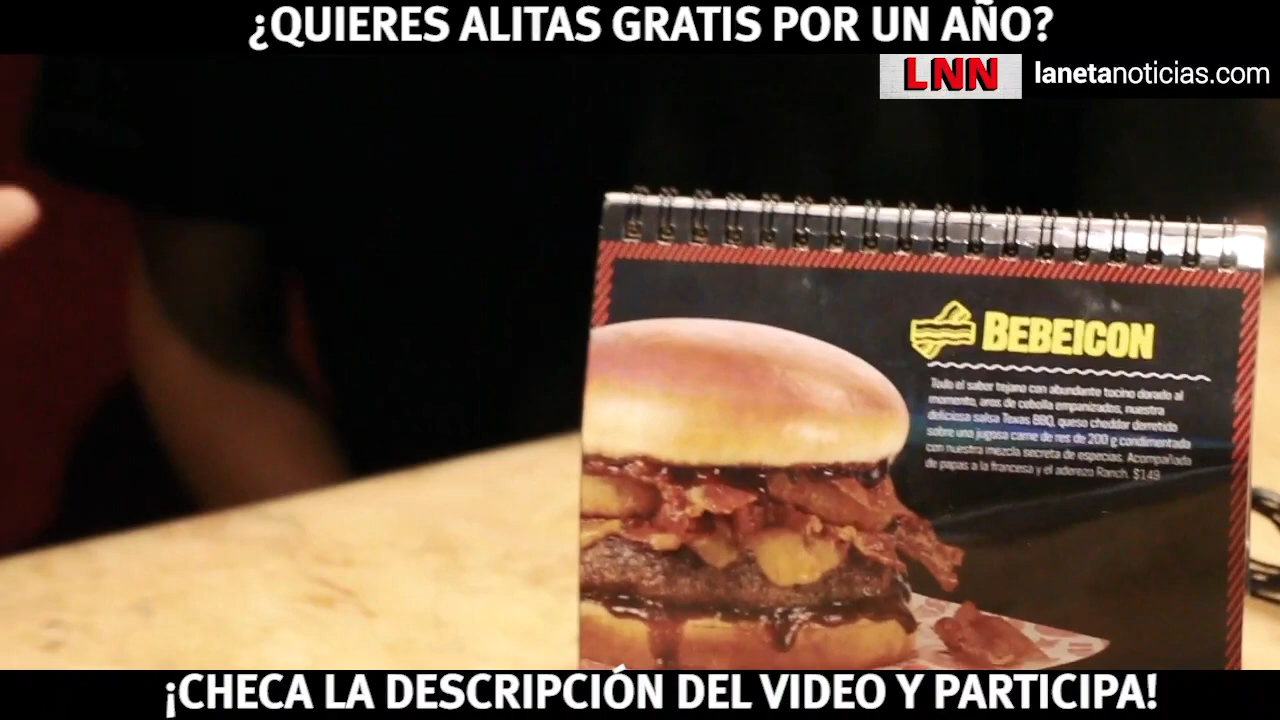 ¿QUIERES ALITAS GRATIS POR UN AÑO?
LNN lanetanoticias.com
BEBEICON
Todo el sabor tejano con abundante tocino dorado al
momento, aros de cebolla empanizados, nuestra
deliciosa salsa Texas BBQ, queso cheddar derretido
sobre una jugosa carne de res de 200 g condimentada
con nuestra mezcla secreta de especias. Acompañada
de papas a la francesa y el aderezo Ranch. $149
¡CHECA LA DESCRIPCIÓN DEL VIDEO Y PARTICIPA!